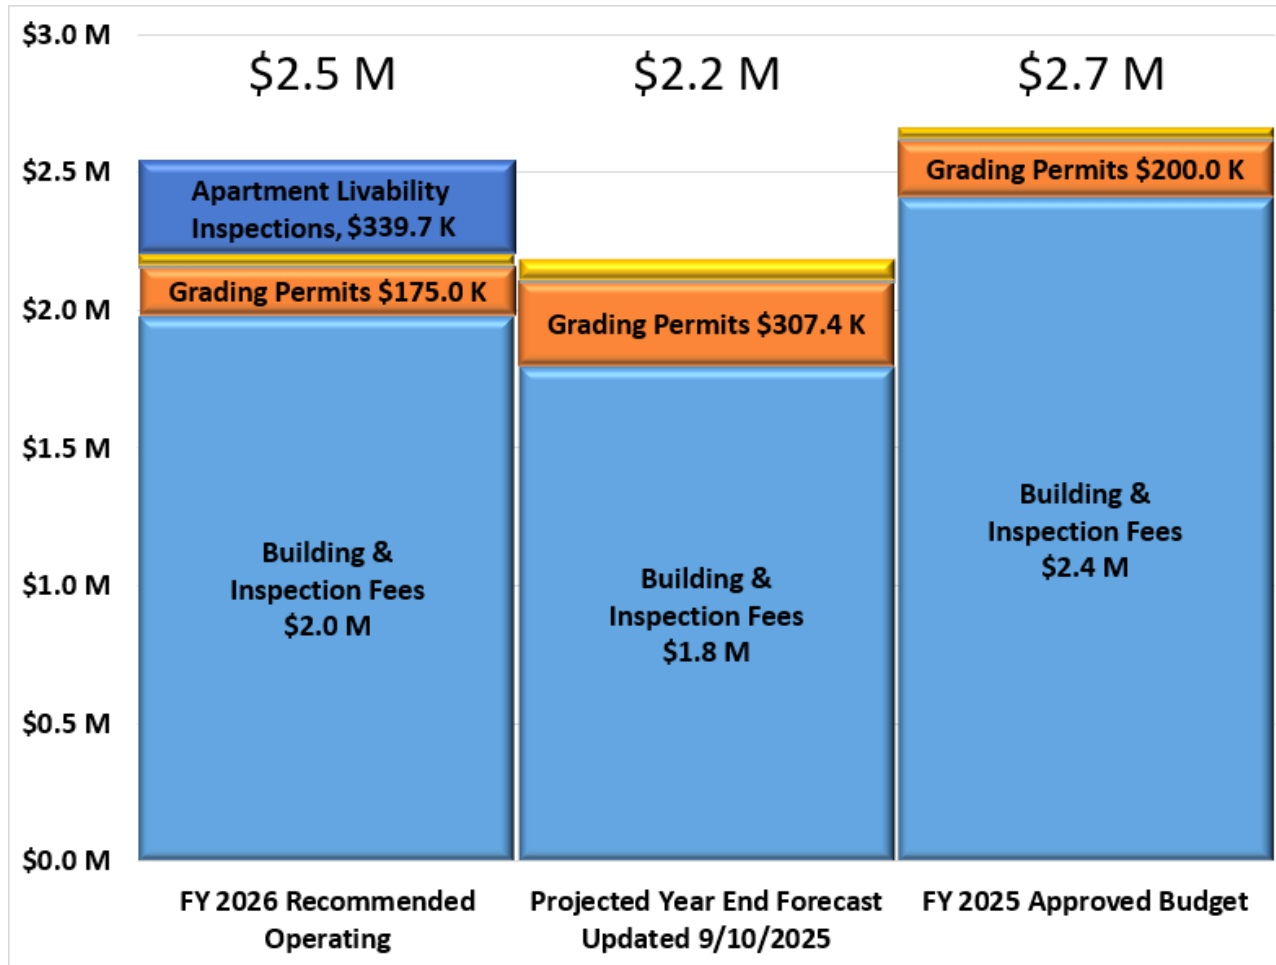 $3.0 M
$2.5 M
$2.2 M
$2.7 M
$2.5 M
$2.0 M
$1.5 M
$1.0 M
$0.5 M
$0.0 M
Apartment Livability
Inspections, $339.7 K
Grading Permits $175.0 K
Building &
Inspection Fees
$2.0 M
Grading Permits $307.4 K
Building &
Inspection Fees
$1.8 M
Grading Permits $200.0 K
Building &
Inspection Fees
$2.4 M
FY 2026 Recommended
Operating
Projected Year End Forecast
Updated 9/10/2025
FY 2025 Approved Budget